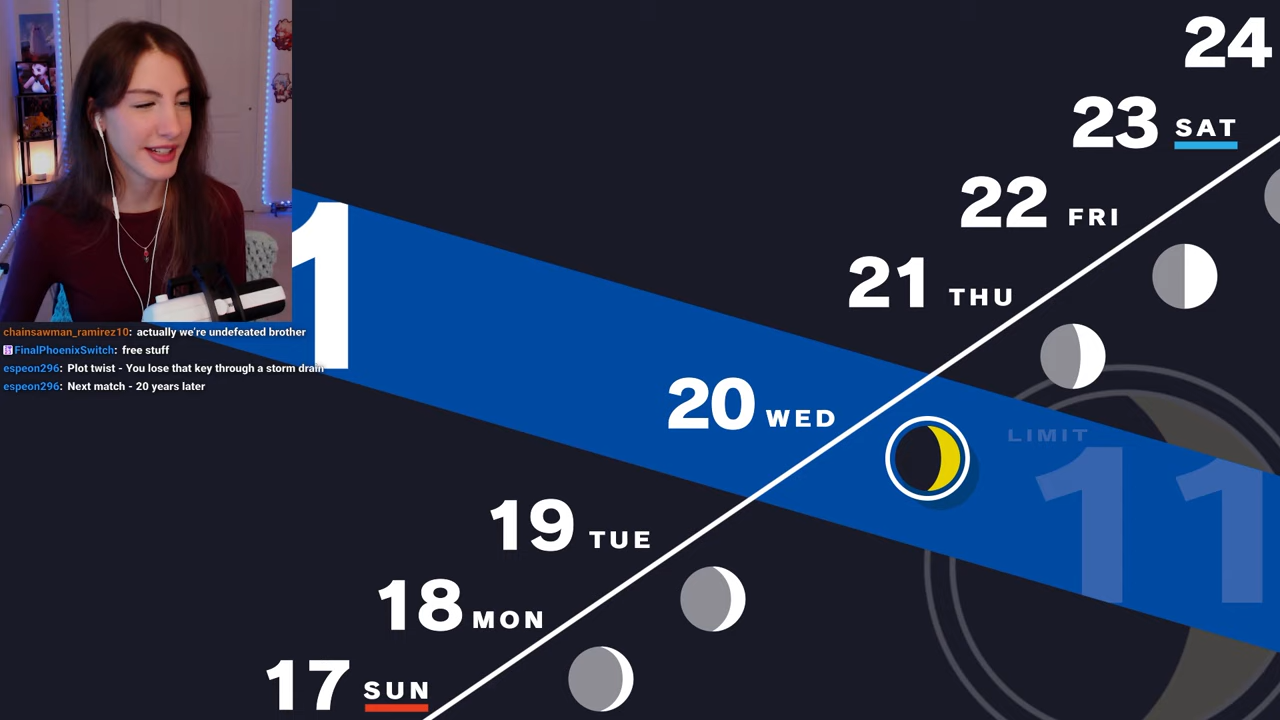 24
23 SAT
22 FRI
21 THU
1
chainsawman_ramirez10: actually we're undefeated brother
FinalPhoenixSwitch: free stuff
espeon296: Plot twist - You lose that key through a storm drain
espeon296: Next match - 20 years later
20 WED
LIMIT
11
19 TUE
18 MON
17 SUN